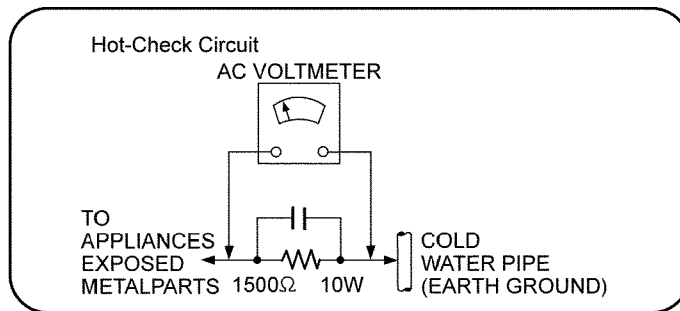 Hot-Check Circuit
AC VOLTMETER
TO
APPLIANCES
EXPOSED
METALPARTS
1500Ω 10W
COLD
WATER PIPE
(EARTH GROUND)